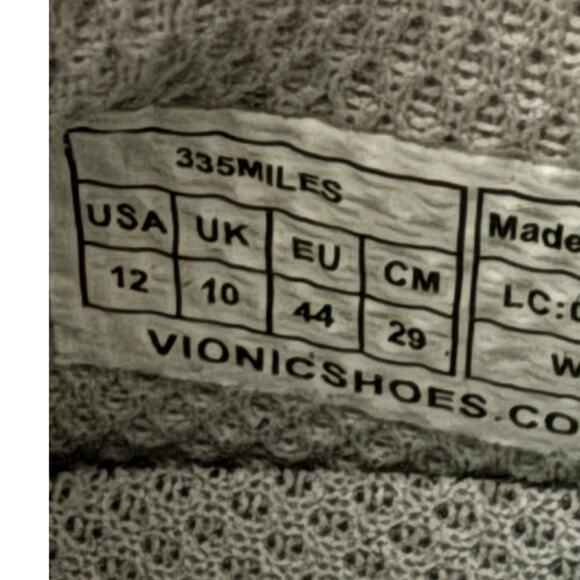 335MILES
USA UK EU CM
12 10 44 29
Made
LC:
VIONICSHOES.CO